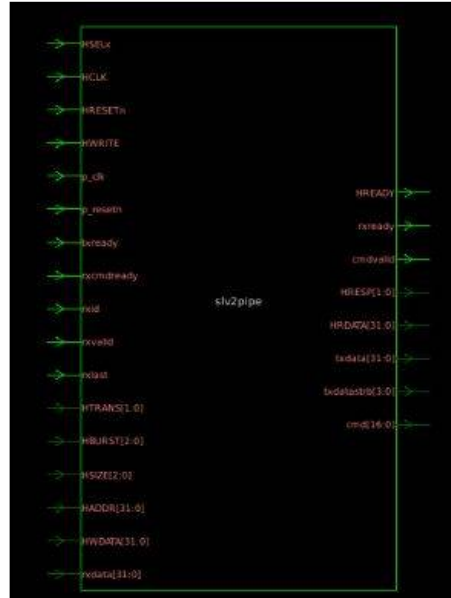 HSELx
HCLK
HRESETn
HWRITE
p_clk
p_resetn
txready
rxcmdready
rxid
rxvalid
rxlast
HTRANS[1:0]
HBURST[2:0]
HSIZE[2:0]
HADDR[31:0]
HWDATA[31:0]
rxdata[31:0]
slv2pipe
HREADY
rxready
cmdvalid
HRESP[1:0]
HRDATA[31:0]
txdata[31:0]
txdatastrb[3:0]
cmd[16:0]